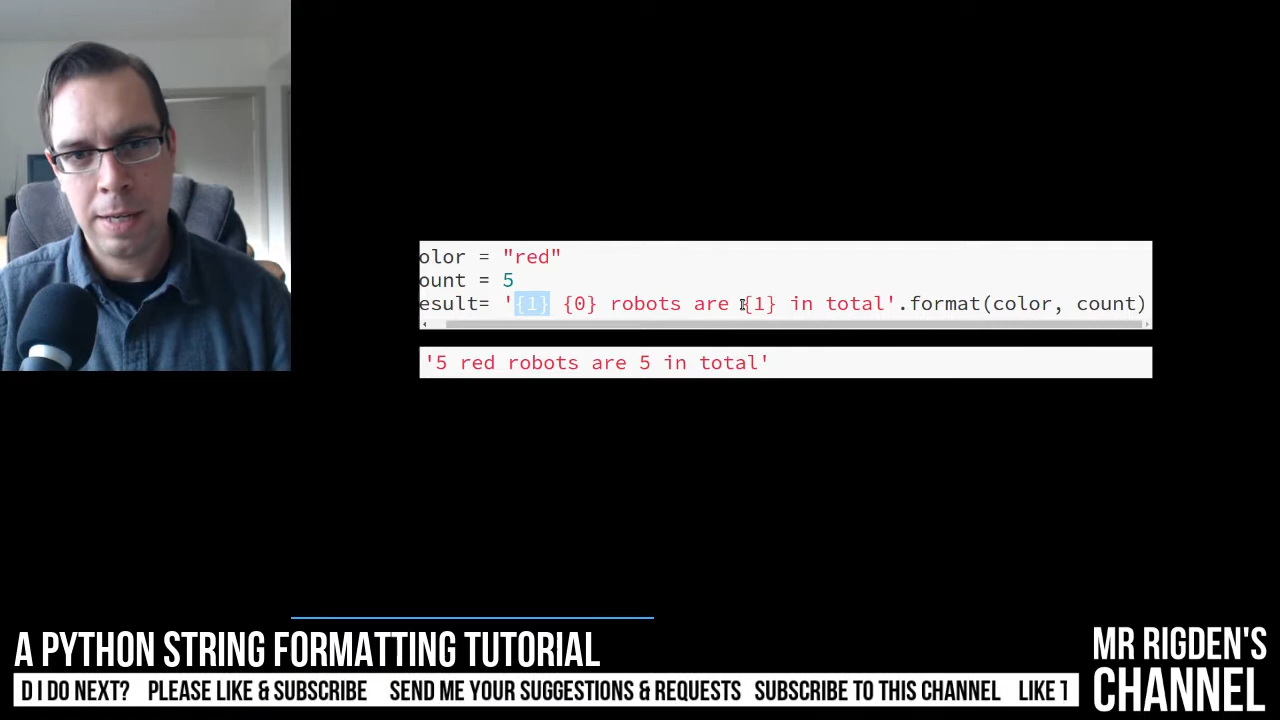 olor = "red"
ount = 5
esult= '{1} {0} robots are {1} in total'.format(color, count)
'5 red robots are 5 in total'
A PYTHON STRING FORMATTING TUTORIAL
D I DO NEXT? PLEASE LIKE & SUBSCRIBE SEND ME YOUR SUGGESTIONS & REQUESTS SUBSCRIBE TO THIS CHANNEL LIKE T
MR RIGDEN'S
CHANNEL